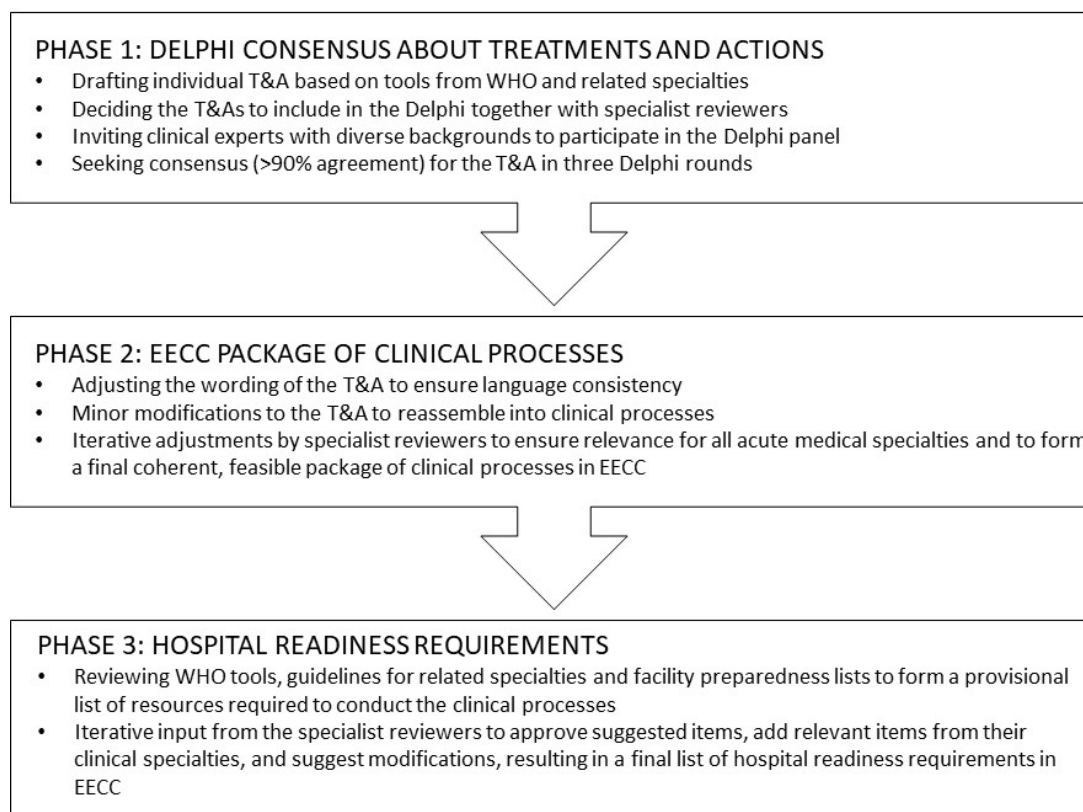 PHASE 1: DELPHI CONSENSUS ABOUT TREATMENTS AND ACTIONS
• Drafting individual T&A based on tools from WHO and related specialties
• Deciding the T&As to include in the Delphi together with specialist reviewers
• Inviting clinical experts with diverse backgrounds to participate in the Delphi panel
• Seeking consensus (>90% agreement) for the T&A in three Delphi rounds
PHASE 2: EECC PACKAGE OF CLINICAL PROCESSES
• Adjusting the wording of the T&A to ensure language consistency
• Minor modifications to the T&A to reassemble into clinical processes
• Iterative adjustments by specialist reviewers to ensure relevance for all acute medical specialties and to form
a final coherent, feasible package of clinical processes in EECC
PHASE 3: HOSPITAL READINESS REQUIREMENTS
• Reviewing WHO tools, guidelines for related specialties and facility preparedness lists to form a provisional
list of resources required to conduct the clinical processes
• Iterative input from the specialist reviewers to approve suggested items, add relevant items from their
clinical specialties, and suggest modifications, resulting in a final list of hospital readiness requirements in
EECC